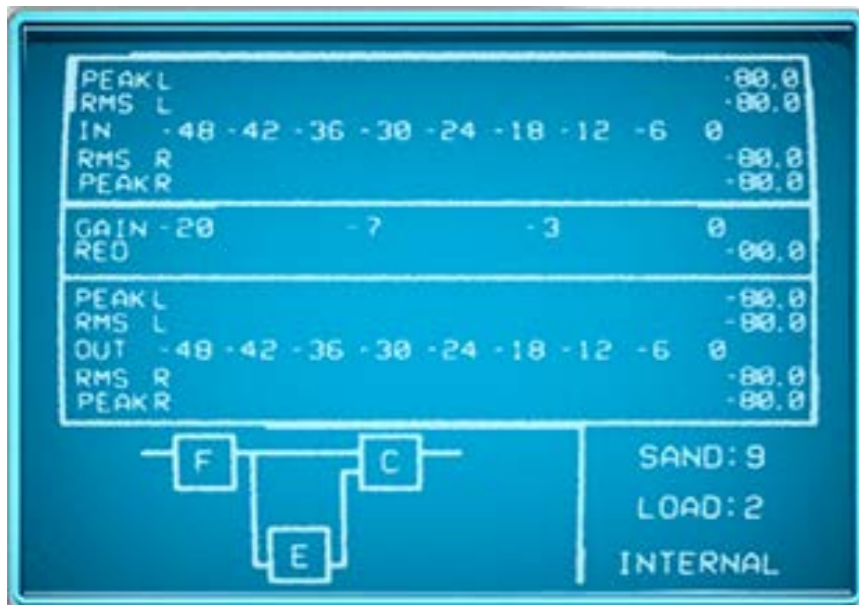 PEAK L -80.0
RMS L -80.0
IN -48 -42 -36 -30 -24 -18 -12 -6 0
RMS R -80.0
PEAK R -80.0
GAIN -20 -7 -3 0
RED -00.0
PEAK L -80.0
RMS L -80.0
OUT -48 -42 -36 -30 -24 -18 -12 -6 0
RMS R -80.0
PEAK R -80.0
F C SAND:9
LOAD:2
E INTERNAL